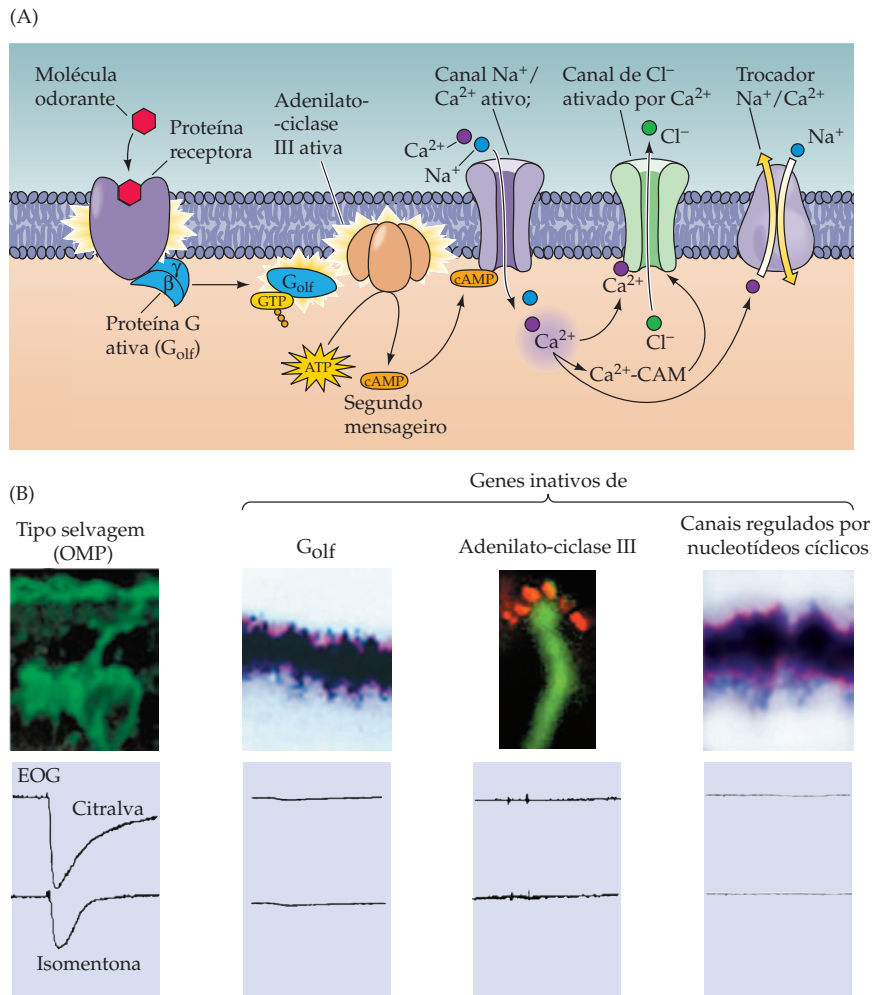 (A)
Molécula
odorante
Proteína
receptora
Adenilato-
-ciclase
III ativa
Canal Na⁺/
Ca²⁺ ativo;
Canal de Cl⁻
ativado por Ca²⁺
Trocador
Na⁺/Ca²⁺
Ca²⁺
Na⁺
Cl⁻
Na⁺
γ
β
Proteína G
ativa (Golf)
Golf
GTP
ATP
cAMP
Segundo
mensageiro
cAMP
Ca²⁺
Ca²⁺
Cl⁻
Ca²⁺-CAM
(B)
Genes inativos de
Tipo selvagem
(OMP)
Golf
Adenilato-ciclase III
Canais regulados por
nucleotídeos cíclicos
EOG
Citralva
Isomentona